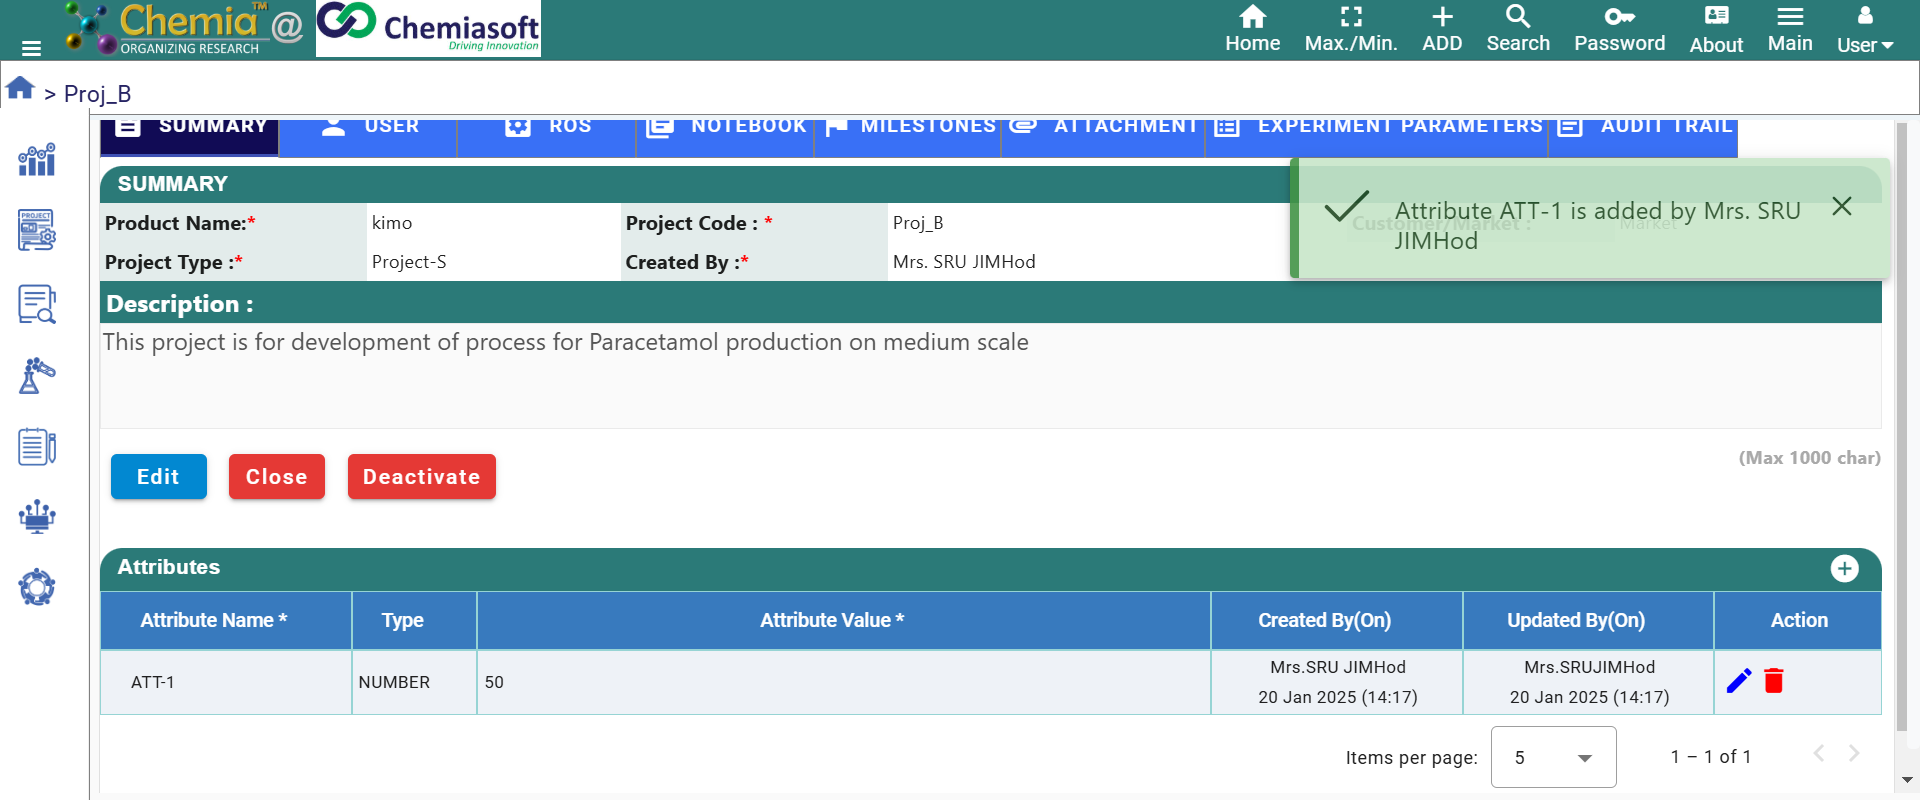 Chemia™ @
ORGANIZING RESEARCH
Chemiasoft
Driving Innovation
Home Max./Min. ADD Search Password About Main User
> Proj_B
SUMMARY USER ROS NOTEBOOK MILESTONES ATTACHMENT EXPERIMENT PARAMETERS AUDIT TRAIL
SUMMARY
Product Name:* kimo Project Code : * Proj_B Customer/Market : Market
Project Type :* Project-S Created By :* Mrs. SRU JIMHod
Attribute ATT-1 is added by Mrs. SRU
JIMHod
Description :
This project is for development of process for Paracetamol production on medium scale
(Max 1000 char)
Edit Close Deactivate
Attributes
Attribute Name * Type Attribute Value * Created By(On) Updated By(On) Action
ATT-1 NUMBER 50 Mrs.SRU JIMHod Mrs.SRUJIMHod
20 Jan 2025 (14:17) 20 Jan 2025 (14:17)
Items per page: 5 1 – 1 of 1